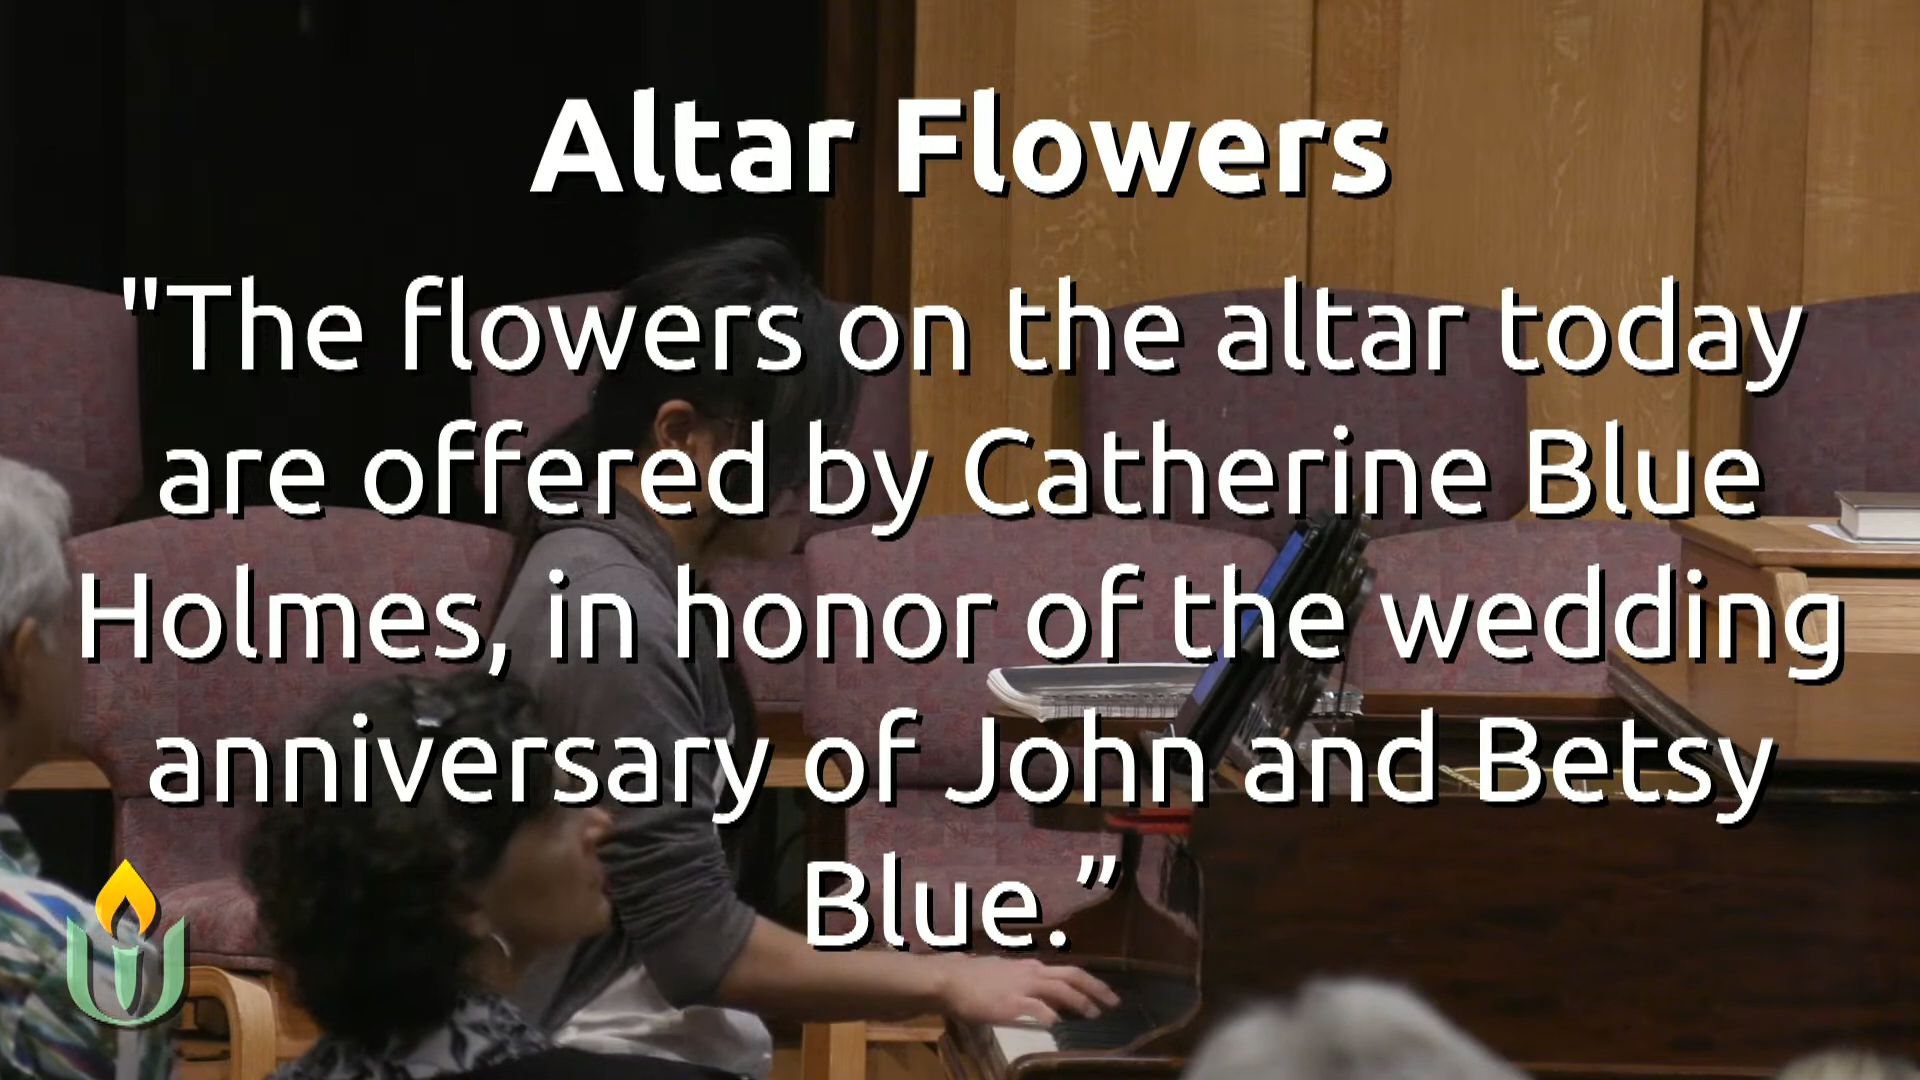 Altar Flowers
"The flowers on the altar today
are offered by Catherine Blue
Holmes, in honor of the wedding
anniversary of John and Betsy
Blue.”